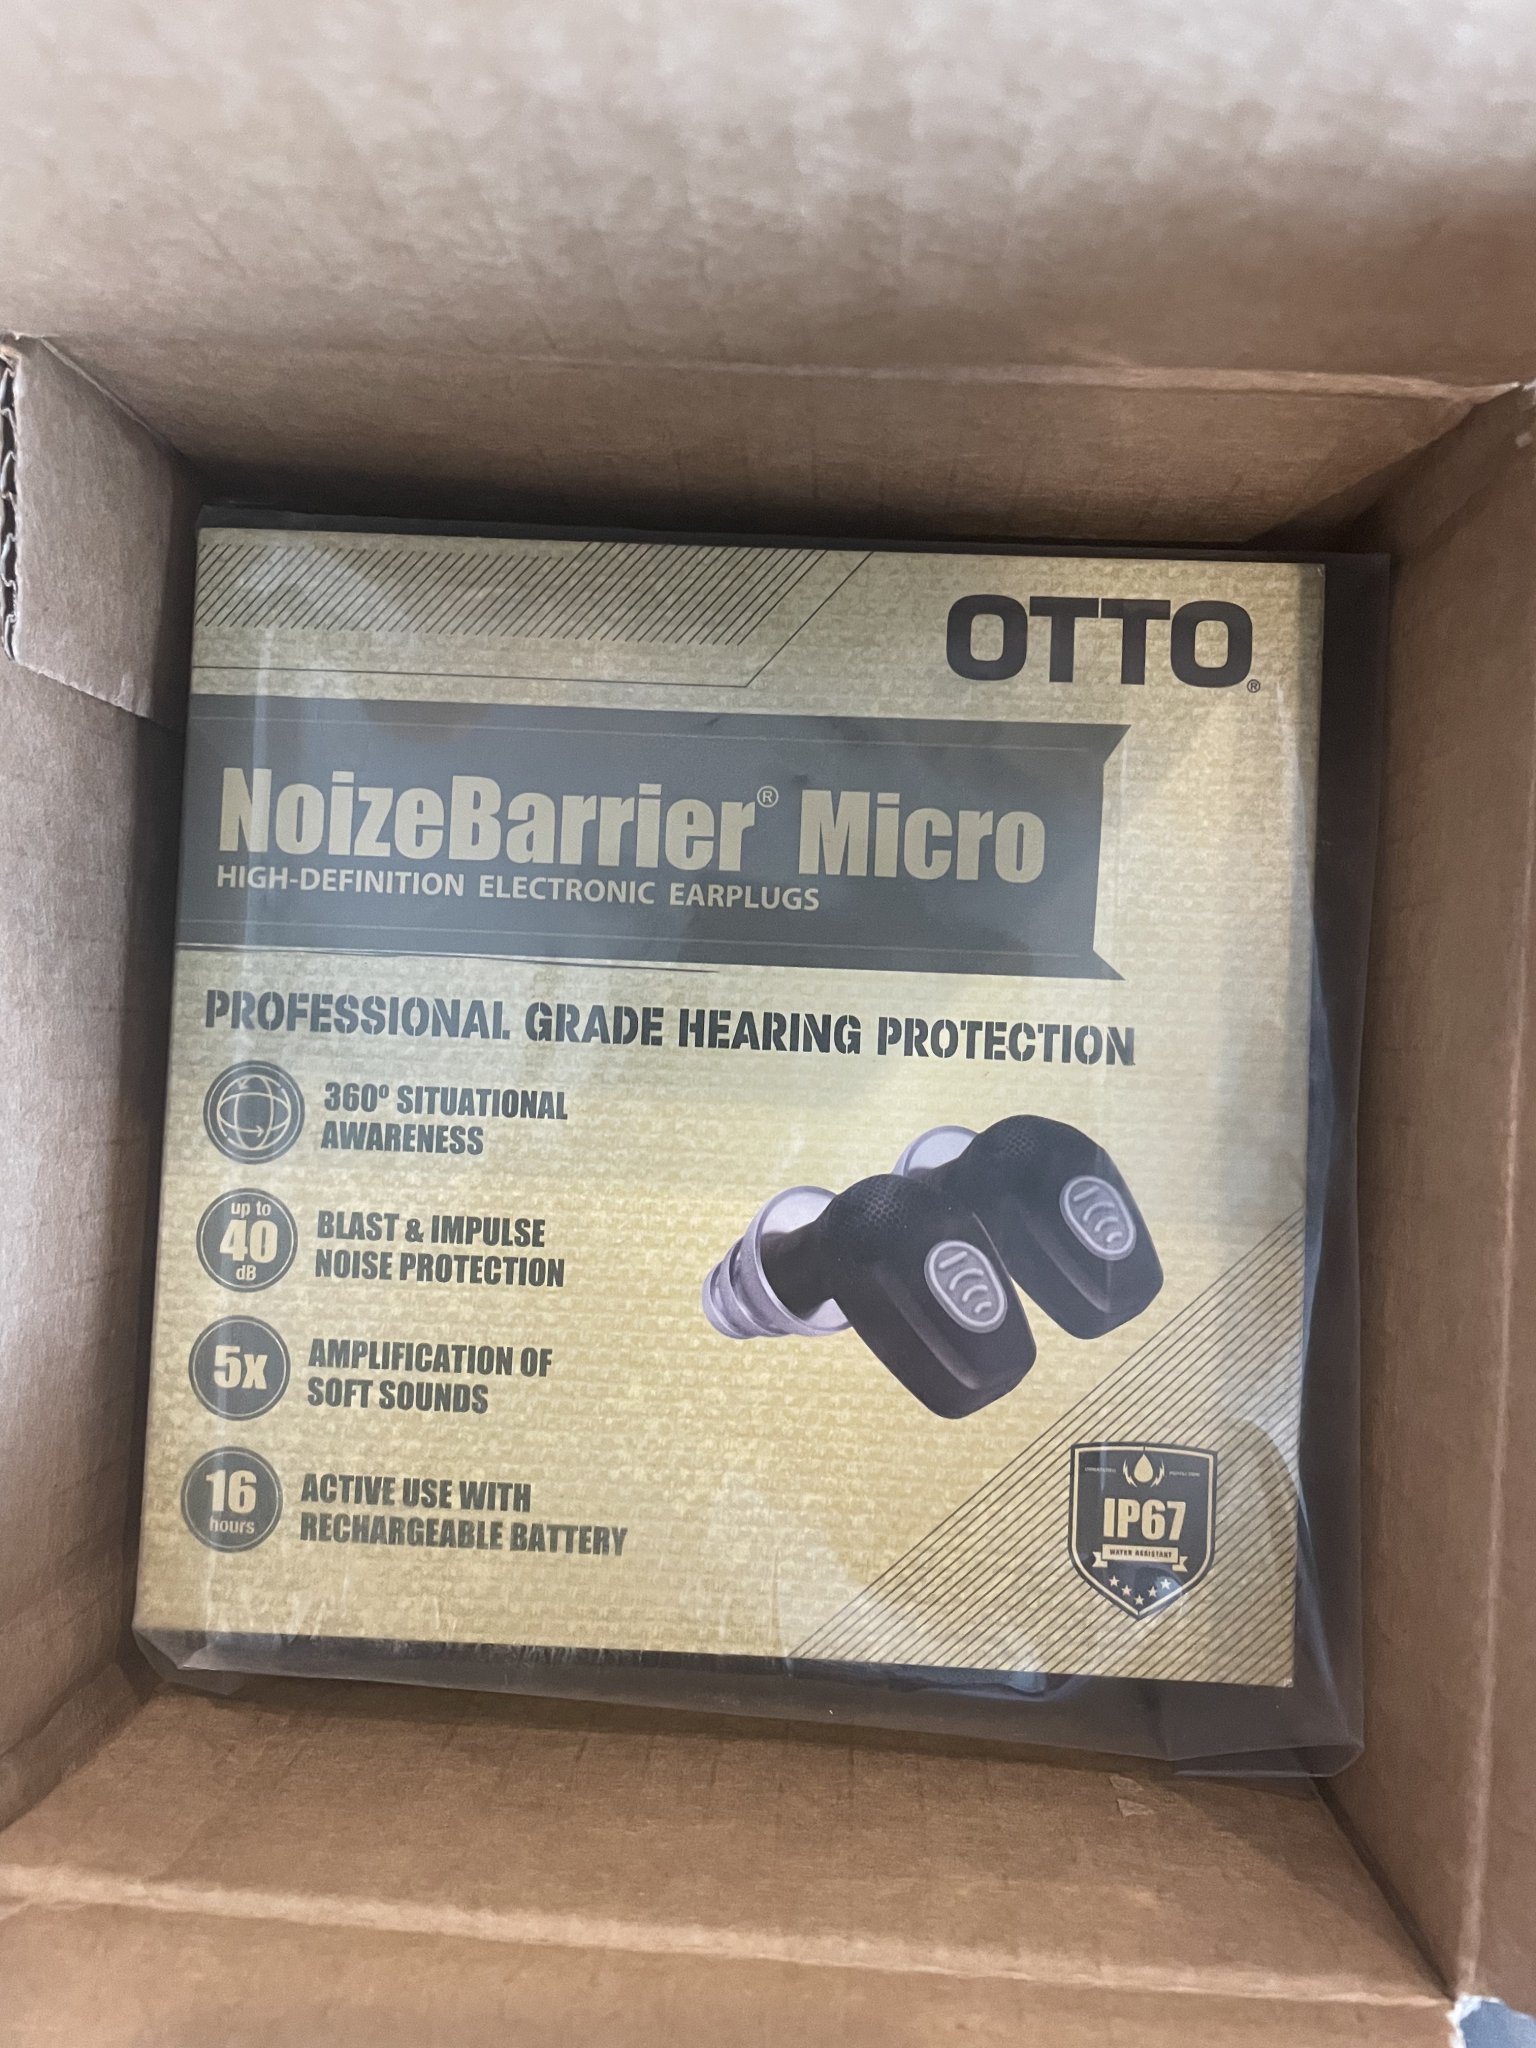 OTTO®
NoizeBarrier® Micro
HIGH-DEFINITION ELECTRONIC EARPLUGS
PROFESSIONAL GRADE HEARING PROTECTION
360º SITUATIONAL
AWARENESS
up to
40
dB
BLAST & IMPULSE
NOISE PROTECTION
5x
AMPLIFICATION OF
SOFT SOUNDS
16
hours
ACTIVE USE WITH
RECHARGEABLE BATTERY
IP67
WATER RESISTANT